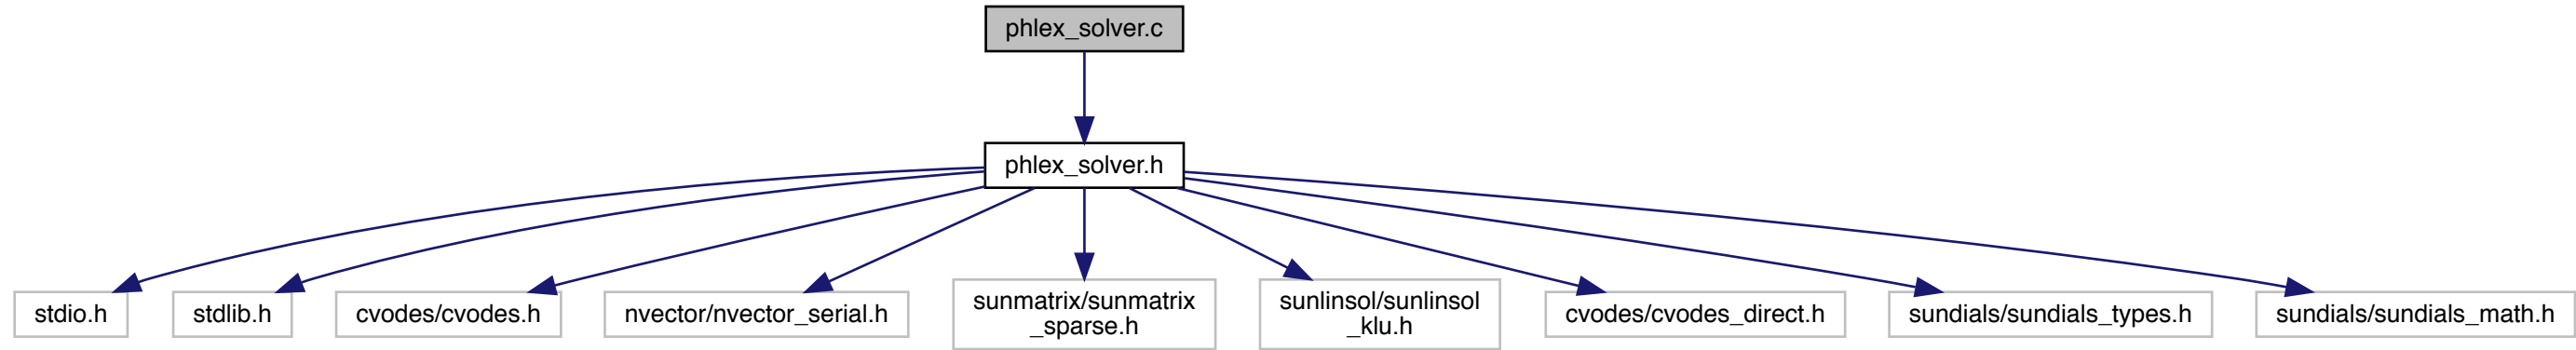 phlex_solver.c
phlex_solver.h
stdio.h
stdlib.h
cvodes/cvodes.h
nvector/nvector_serial.h
sunmatrix/sunmatrix
_sparse.h
sunlinsol/sunlinsol
_klu.h
cvodes/cvodes_direct.h
sundials/sundials_types.h
sundials/sundials_math.h